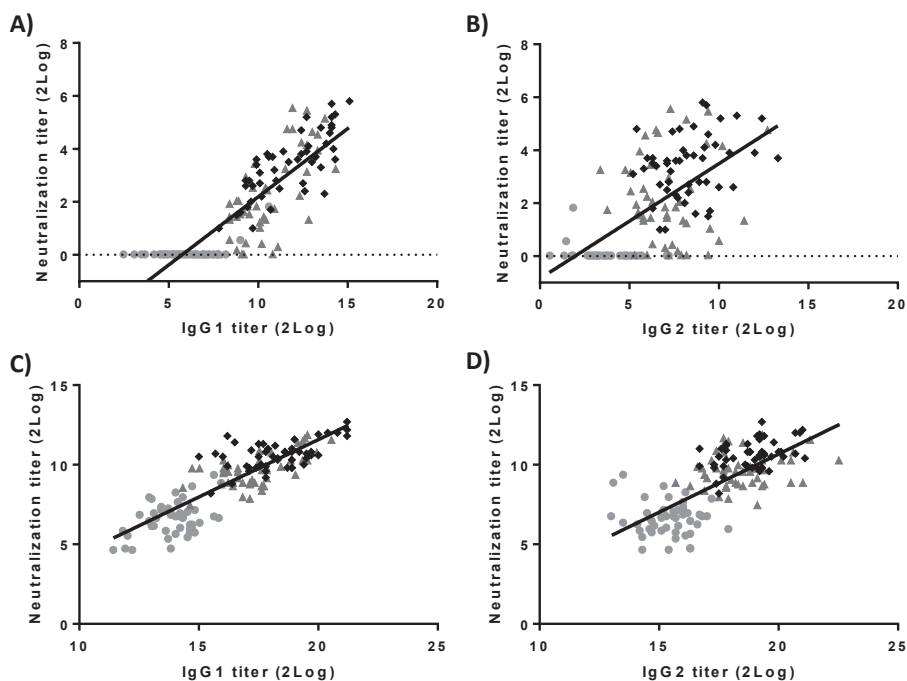 A)
Neutralization titer (2Log)
8
6
4
2
0
0 5 10 15 20
IgG1 titer (2Log)
B)
Neutralization titer (2Log)
8
6
4
2
0
0 5 10 15 20
IgG2 titer (2Log)
C)
Neutralization titer (2Log)
15
10
5
0
10 15 20 25
IgG1 titer (2Log)
D)
Neutralization titer (2Log)
15
10
5
0
10 15 20 25
IgG2 titer (2Log)